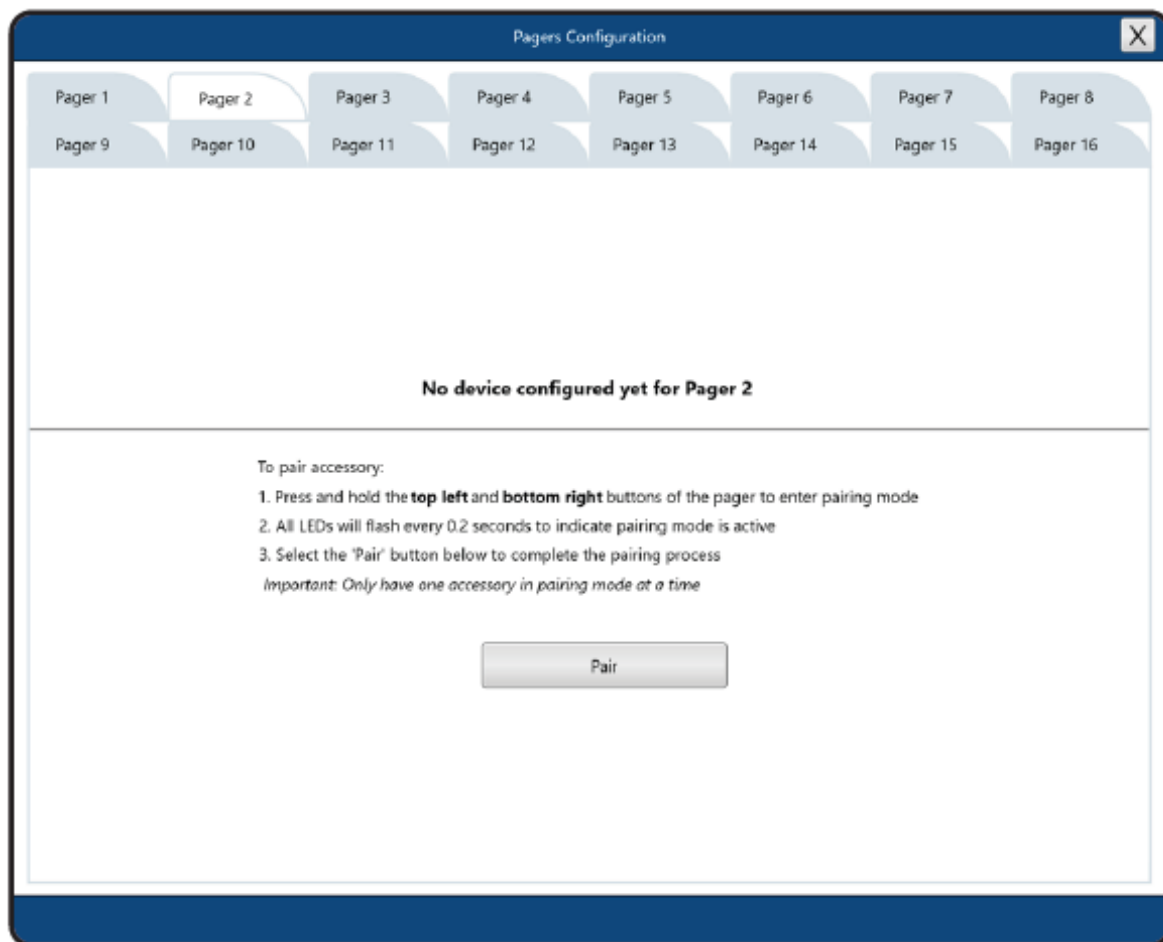 Pagers Configuration
X
Pager 1 Pager 2 Pager 3 Pager 4 Pager 5 Pager 6 Pager 7 Pager 8
Pager 9 Pager 10 Pager 11 Pager 12 Pager 13 Pager 14 Pager 15 Pager 16
No device configured yet for Pager 2
To pair accessory:
1. Press and hold the top left and bottom right buttons of the pager to enter pairing mode
2. All LEDs will flash every 0.2 seconds to indicate pairing mode is active
3. Select the 'Pair' button below to complete the pairing process
Important: Only have one accessory in pairing mode at a time
Pair